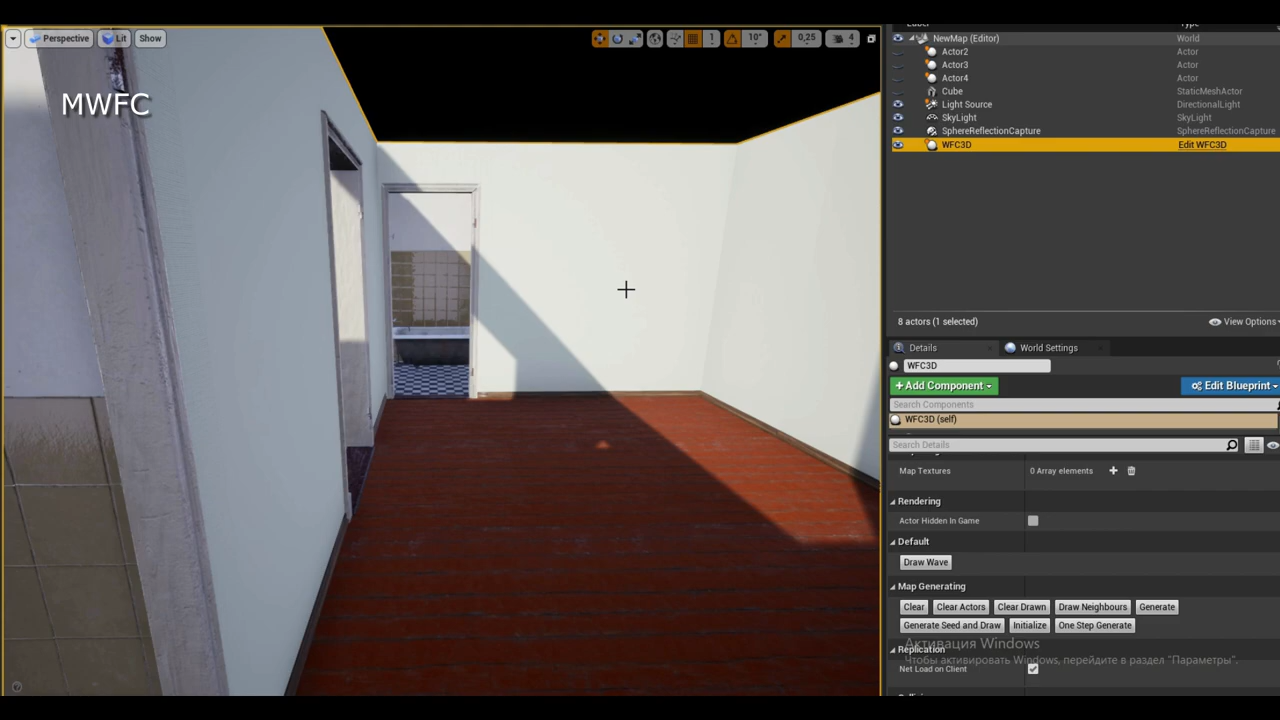 Perspective Lit Show 1 10° 0,25 4
MWFC
NewMap (Editor) World
Actor2 Actor
Actor3 Actor
Actor4 Actor
Cube StaticMeshActor
Light Source DirectionalLight
SkyLight SkyLight
SphereReflectionCapture SphereReflectionCapture
WFC3D Edit WFC3D
8 actors (1 selected) View Options
Details World Settings
WFC3D
+Add Component Edit Blueprint
Search Components
WFC3D (self)
Search Details
Map Textures 0 Array elements
Rendering
Actor Hidden In Game
Default
Draw Wave
Map Generating
Clear Clear Actors Clear Drawn Draw Neighbours Generate
Generate Seed and Draw Initialize One Step Generate
Активация Windows
Replication
Чтобы активировать Windows, перейдите в раздел "Параметры".
Net Load on Client